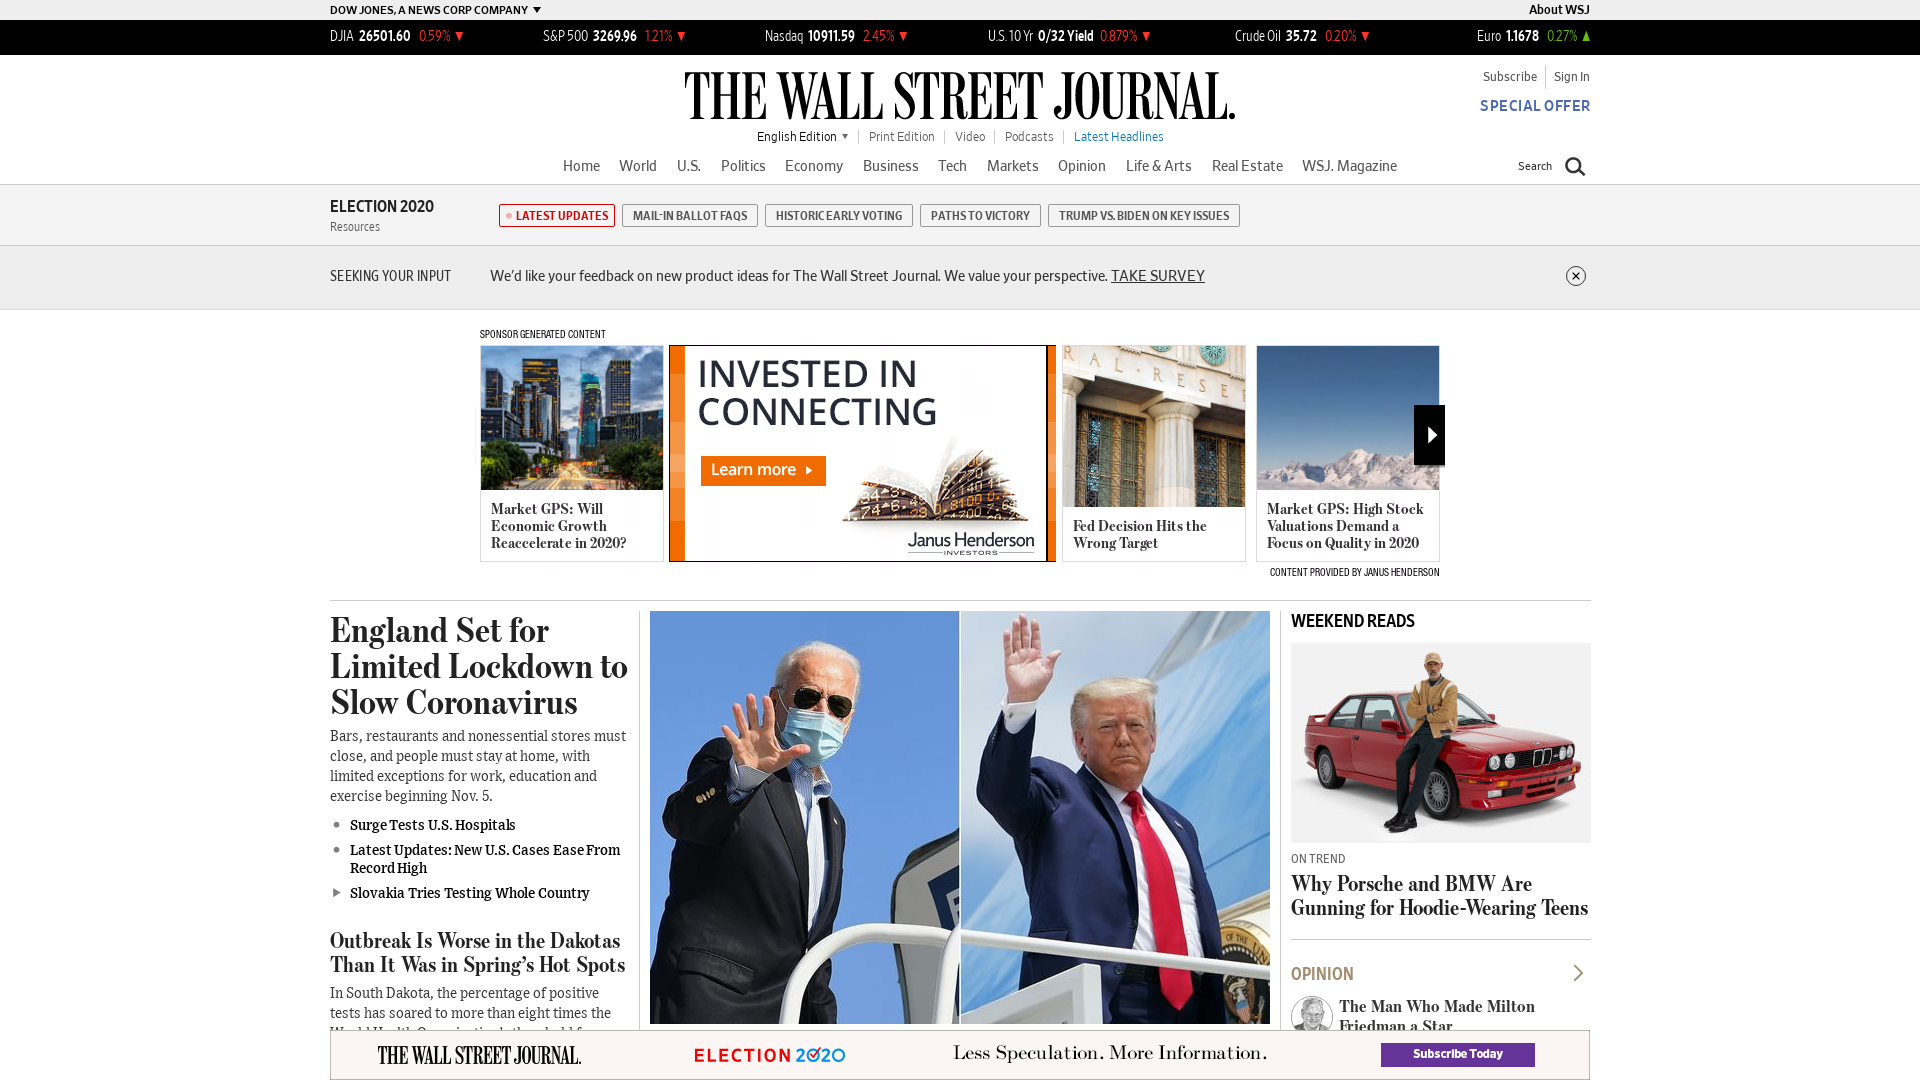 DOW JONES, A NEWS CORP COMPANY
About WSJ
DJIA 26501.60 0.59%
S&P 500 3269.96 1.21%
Nasdaq 10911.59 2.45%
U.S. 10 Yr 0/32 Yield 0.879%
Crude Oil 35.72 0.20%
Euro 1.1678 0.27%
THE WALL STREET JOURNAL.
Subscribe
Sign In
SPECIAL OFFER
English Edition
Print Edition
Video
Podcasts
Latest Headlines
Home
World
U.S.
Politics
Economy
Business
Tech
Markets
Opinion
Life & Arts
Real Estate
WSJ. Magazine
Search
ELECTION 2020
Resources
LATEST UPDATES
MAIL-IN BALLOT FAQS
HISTORIC EARLY VOTING
PATHS TO VICTORY
TRUMP VS. BIDEN ON KEY ISSUES
SEEKING YOUR INPUT
We’d like your feedback on new product ideas for The Wall Street Journal. We value your perspective. TAKE SURVEY
SPONSOR GENERATED CONTENT
Market GPS: Will
Economic Growth
Reaccelerate in 2020?
INVESTED IN
CONNECTING
Learn more
Janus Henderson
INVESTORS
Fed Decision Hits the
Wrong Target
Market GPS: High Stock
Valuations Demand a
Focus on Quality in 2020
CONTENT PROVIDED BY JANUS HENDERSON
England Set for
Limited Lockdown to
Slow Coronavirus
Bars, restaurants and nonessential stores must
close, and people must stay at home, with
limited exceptions for work, education and
exercise beginning Nov. 5.
Surge Tests U.S. Hospitals
Latest Updates: New U.S. Cases Ease From
Record High
Slovakia Tries Testing Whole Country
Outbreak Is Worse in the Dakotas
Than It Was in Spring’s Hot Spots
In South Dakota, the percentage of positive
tests has soared to more than eight times the
WEEKEND READS
ON TREND
Why Porsche and BMW Are
Gunning for Hoodie-Wearing Teens
OPINION
The Man Who Made Milton
Friedman a Star
THE WALL STREET JOURNAL.
ELECTION 2020
Less Speculation. More Information.
Subscribe Today